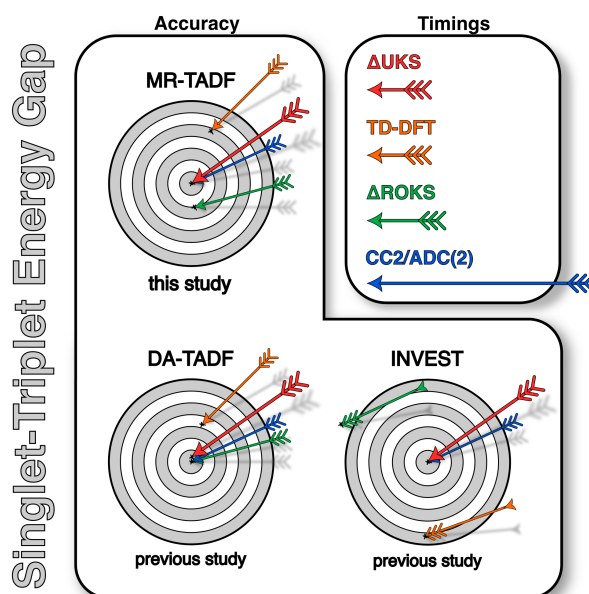 Singlet-Triplet Energy Gap
Accuracy
Timings
MR-TADF
this study
ΔUKS
TD-DFT
ΔROKS
CC2/ADC(2)
DA-TADF
previous study
INVEST
previous study